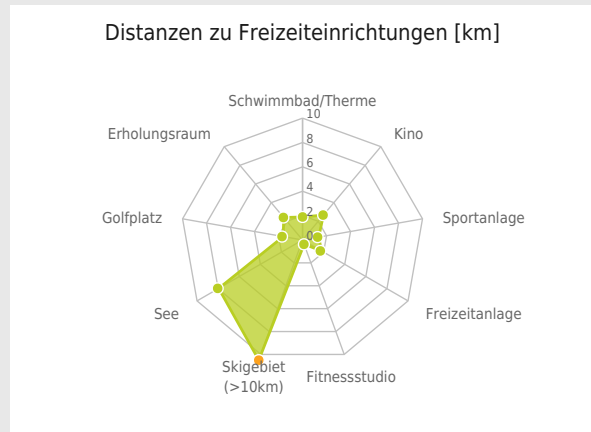 Distanzen zu Freizeiteinrichtungen [km]
Schwimmbad/Therme
10
Erholungsraum
Kino
8
6
4
Golfplatz
2
Sportanlage
0
See
Freizeitanlage
Skigebiet
(>10km)
Fitnessstudio